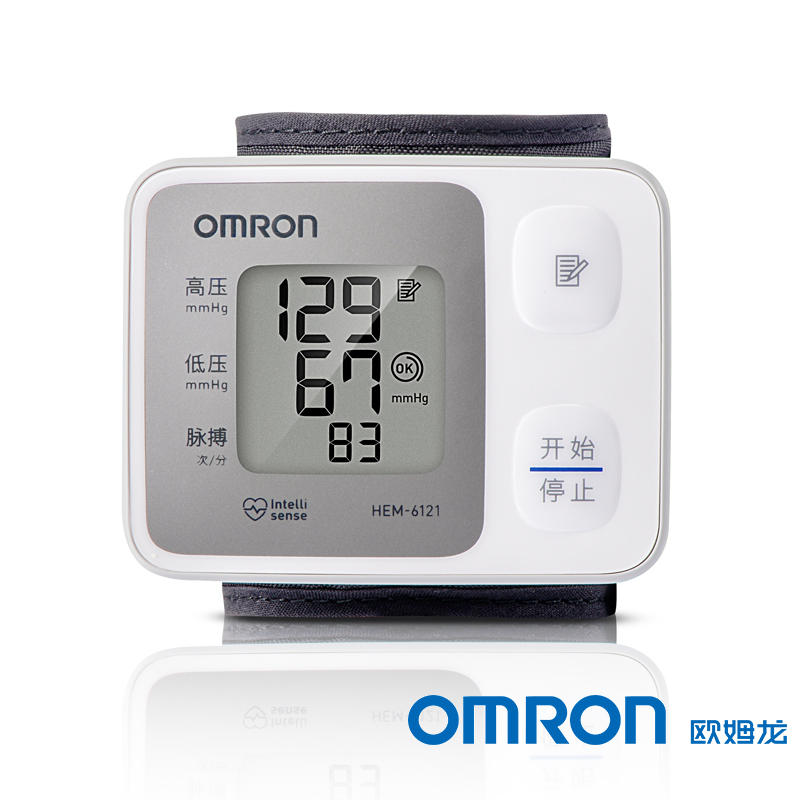 OMRON
高压
mmHg
129
低压
mmHg
67
OK
mmHg
脉搏
次/分
83
Intelli
sense
HEM-6121
开始
停止
OMRON 欧姆龙